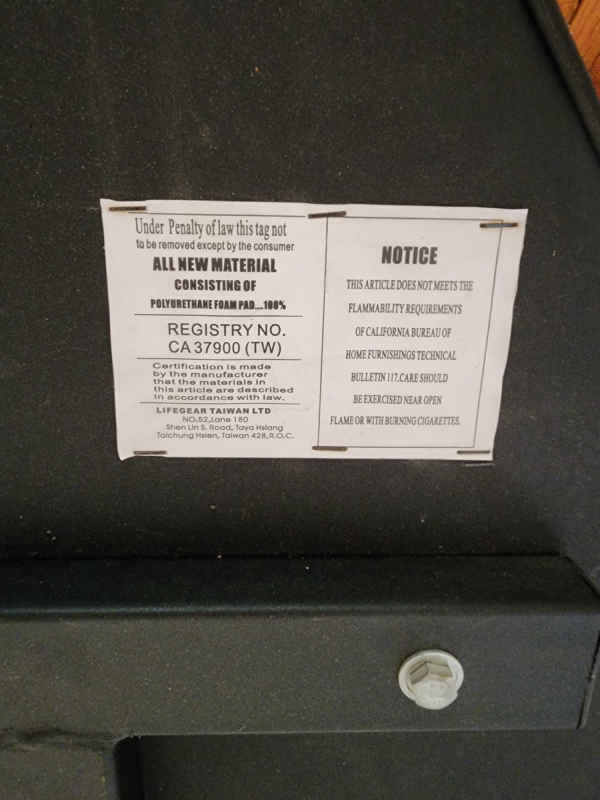 Under Penalty of law this tag not
to be removed except by the consumer
ALL NEW MATERIAL
CONSISTING OF
POLYURETHANE FOAM PAD....100%
REGISTRY NO.
CA 37900 (TW)
Certification is made
by the manufacturer
that the materials in
this article are described
in accordance with law.
LIFEGEAR TAIWAN LTD
NO.52,Lane 180
Shen Lin S. Road, Taya Hsiang
Taichung Hsien, Taiwan 428,R.O.C.
NOTICE
THIS ARTICLE DOES NOT MEETS THE
FLAMMABILITY REQUIREMENTS
OF CALIFORNIA BUREAU OF
HOME FURNISHINGS TECHNICAL
BULLETIN 117.CARE SHOULD
BE EXERCISED NEAR OPEN
FLAME OR WITH BURNING CIGARETTES.